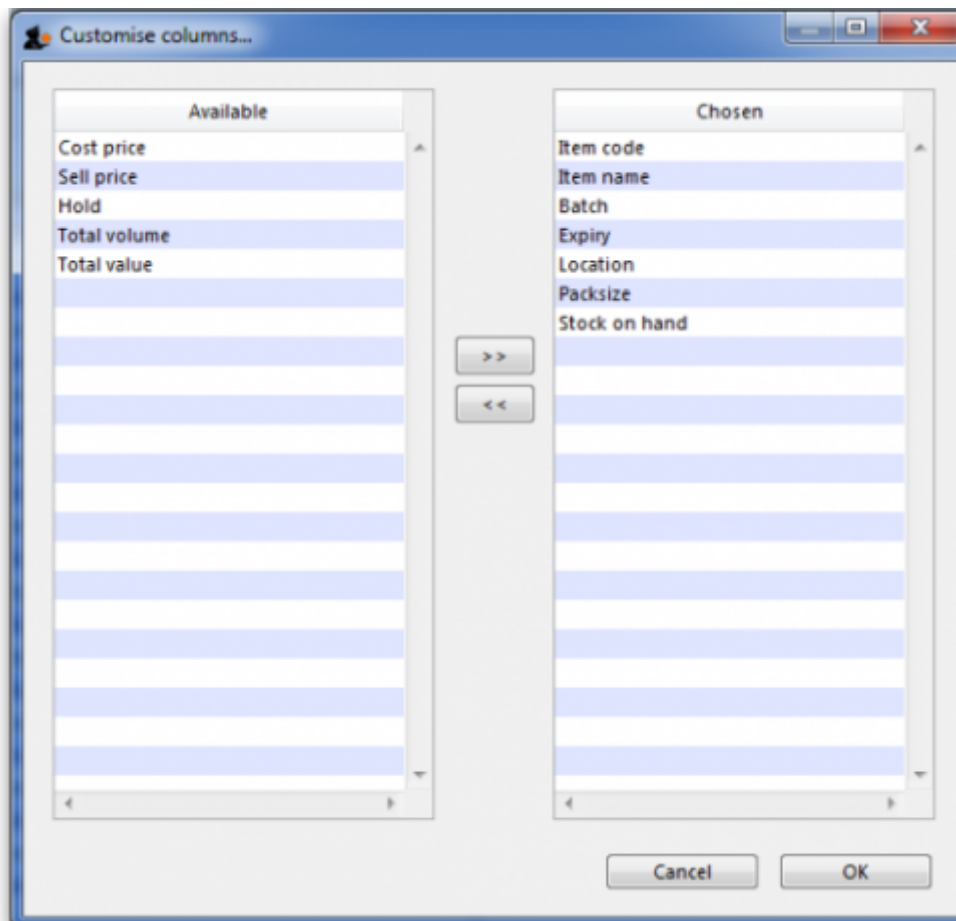 Customise columns...
Available
Cost price
Sell price
Hold
Total volume
Total value
>>
<<
Chosen
Item code
Item name
Batch
Expiry
Location
Packsize
Stock on hand
Cancel
OK